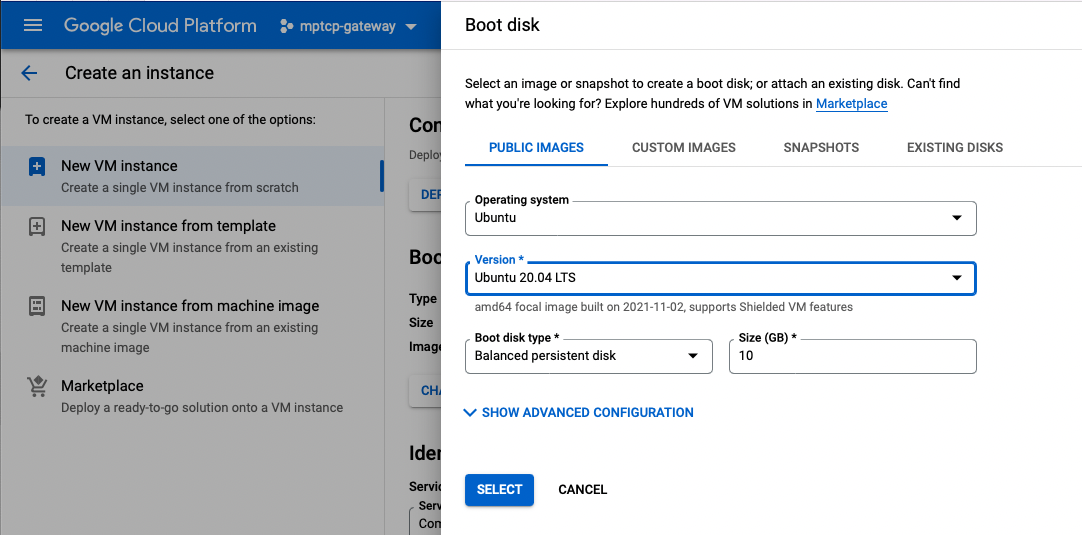 Google Cloud Platform
mptcp-gateway
Create an instance
To create a VM instance, select one of the options:
New VM instance
Create a single VM instance from scratch
New VM instance from template
Create a single VM instance from an existing
template
New VM instance from machine image
Create a single VM instance from an existing
machine image
Marketplace
Deploy a ready-to-go solution onto a VM instance
Con
Deploy
DEP
Boo
Type
Size
Image
CHA
Iden
Servic
Serv
Com
Boot disk
Select an image or snapshot to create a boot disk; or attach an existing disk. Can't find
what you're looking for? Explore hundreds of VM solutions in Marketplace
PUBLIC IMAGES CUSTOM IMAGES SNAPSHOTS EXISTING DISKS
Operating system
Ubuntu
Version *
Ubuntu 20.04 LTS
amd64 focal image built on 2021-11-02, supports Shielded VM features
Boot disk type *
Balanced persistent disk
Size (GB) *
10
SHOW ADVANCED CONFIGURATION
SELECT CANCEL